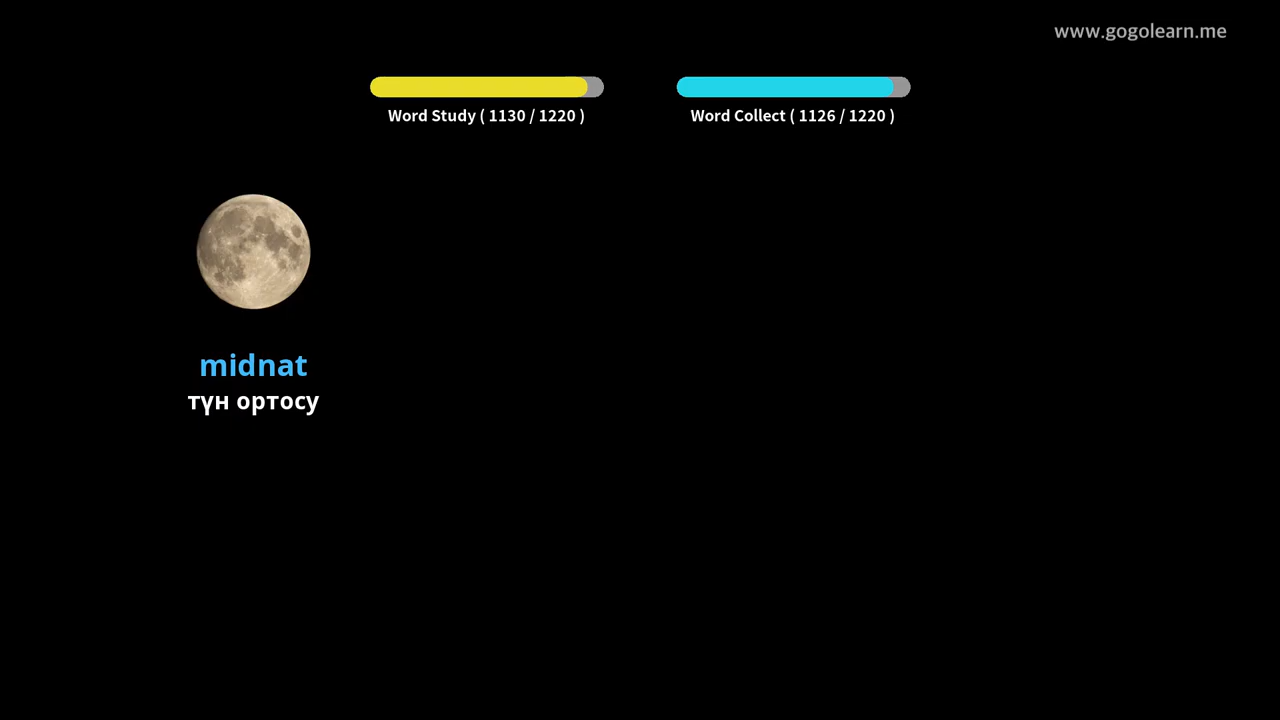 www.gogolearn.me
Word Study ( 1130 / 1220 )
Word Collect ( 1126 / 1220 )
midnat
түн ортосу